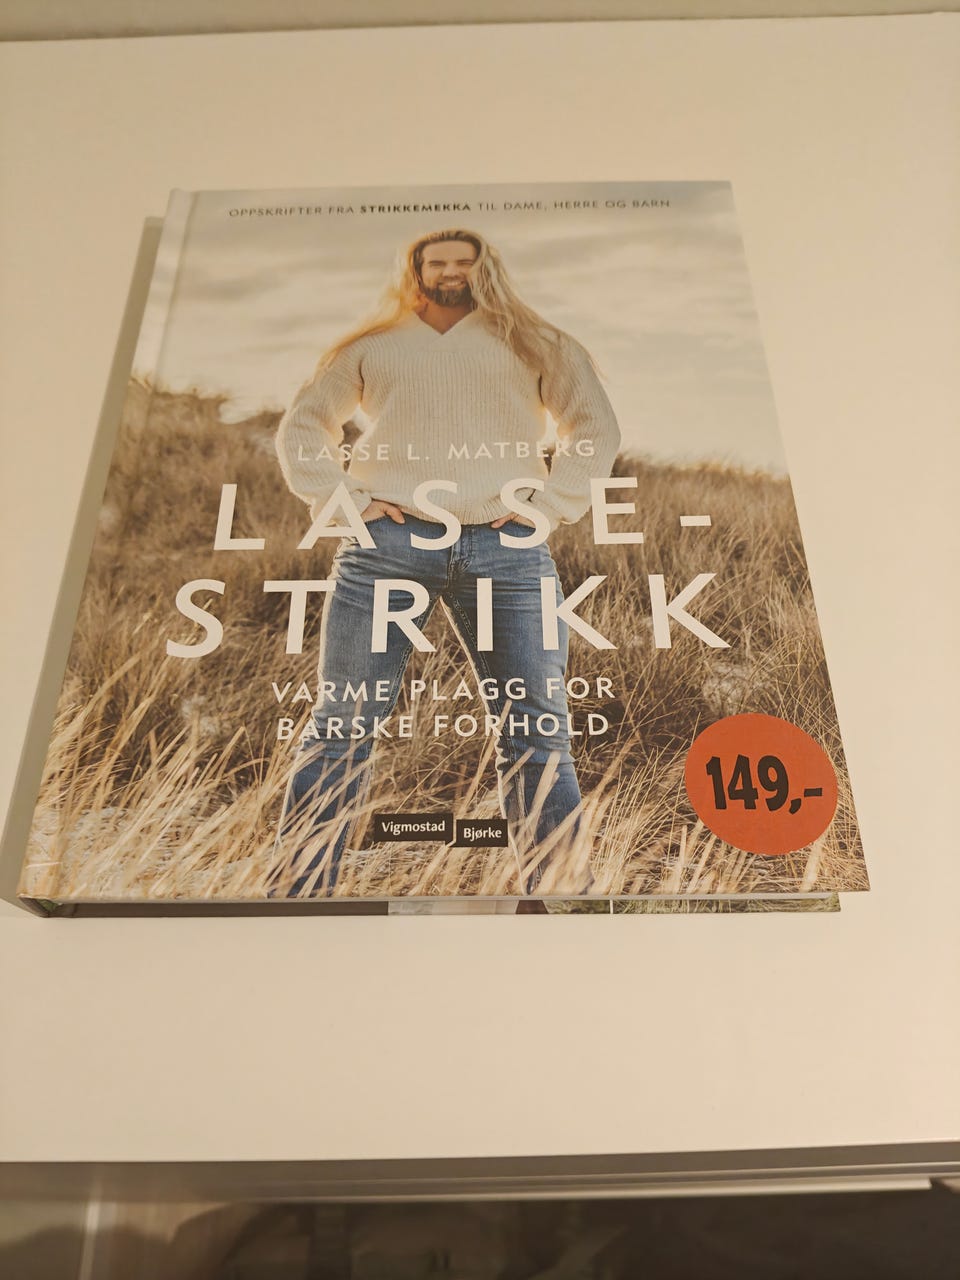 OPPSKRIFTER FRA STRIKKEMEKKA TIL DAME, HERRE OG BARN
LASSE L. MATBERG
LASSE-
STRIKK
VARME PLAGG FOR
BARSKE FORHOLD
149,-
Vigmostad
Bjørke